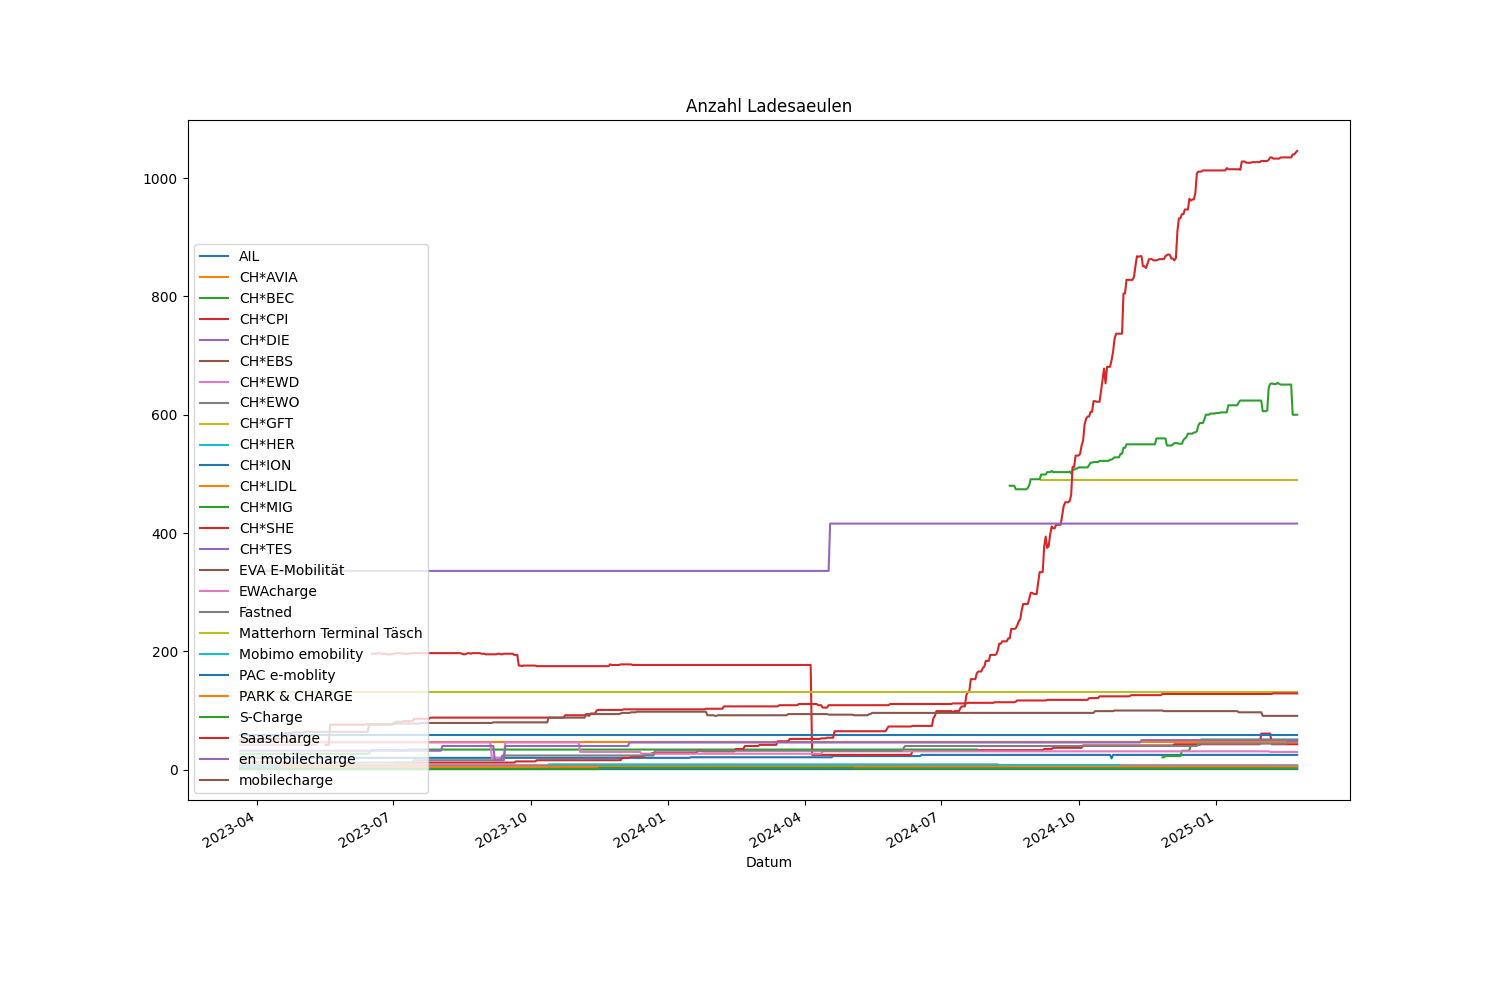 Anzahl Ladesaeulen
1000
800
600
400
200
0
AIL
CH*AVIA
CH*BEC
CH*CPI
CH*DIE
CH*EBS
CH*EWD
CH*EWO
CH*GFT
CH*HER
CH*ION
CH*LIDL
CH*MIG
CH*SHE
CH*TES
EVA E-Mobilität
EWAcharge
Fastned
Matterhorn Terminal Täsch
Mobimo emobility
PAC e-moblity
PARK & CHARGE
S-Charge
Saascharge
en mobilecharge
mobilecharge
2023-04
2023-07
2023-10
2024-01
2024-04
2024-07
2024-10
2025-01
Datum